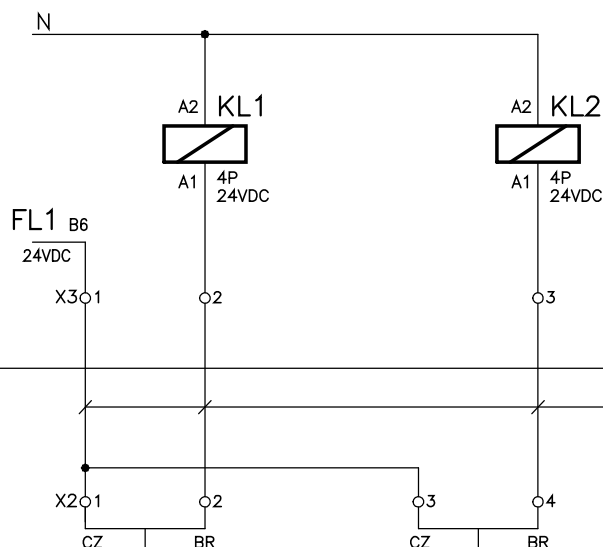 N
A2 KL1
A2 KL2
A1 4P
24VDC
A1 4P
24VDC
FL1 B6
24VDC
X3 1 2 3
X2 1 2 3 4
CZ BR CZ BR